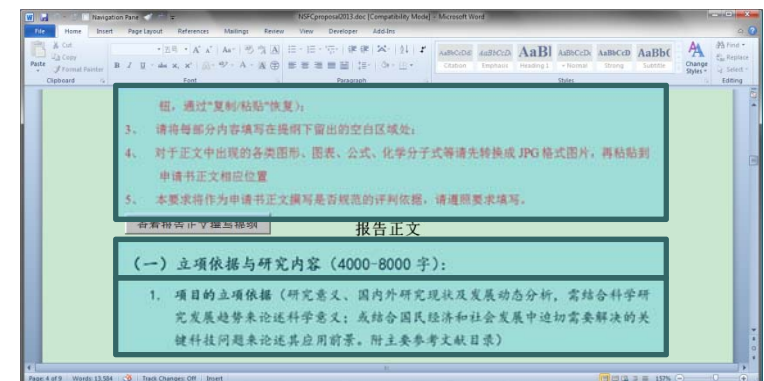 Navigation Pane
NSFCproposal2013.doc [Compatibility Mode] - Microsoft Word
File Home Insert Page Layout References Mailings Review View Developer Add-Ins
Cut
Copy
Format Painter
Paste
Clipboard
Font
Paragraph
AaBbCcDd AaBbCcDc AaBl AaBbCcDc AaBbCcD AaBbC
Citation Emphasis Heading 1 Normal Strong Subtitle
Change Styles
Styles
Find
Replace
Select
Editing
钮，通过"复制/粘贴"恢复）；
3、 请将每部分内容填写在提纲下留出的空白区域处；
4、 对于正文中出现的各类图形、图表、公式、化学分子式等请先转换成 JPG 格式图片，再粘贴到
申请书正文相应位置
5、 本要求将作为申请书正文撰写是否规范的评判依据，请遵照要求填写。
查看报告正文撰写提纲
报告正文
（一）立项依据与研究内容（4000-8000 字）：
1. 项目的立项依据（研究意义、国内外研究现状及发展动态分析，需结合科学研
究发展趋势来论述科学意义；或结合国民经济和社会发展中迫切需要解决的关
键科技问题来论述其应用前景。附主要参考文献目录）
Page: 4 of 9 Words: 13,584 Track Changes: Off Insert 157%